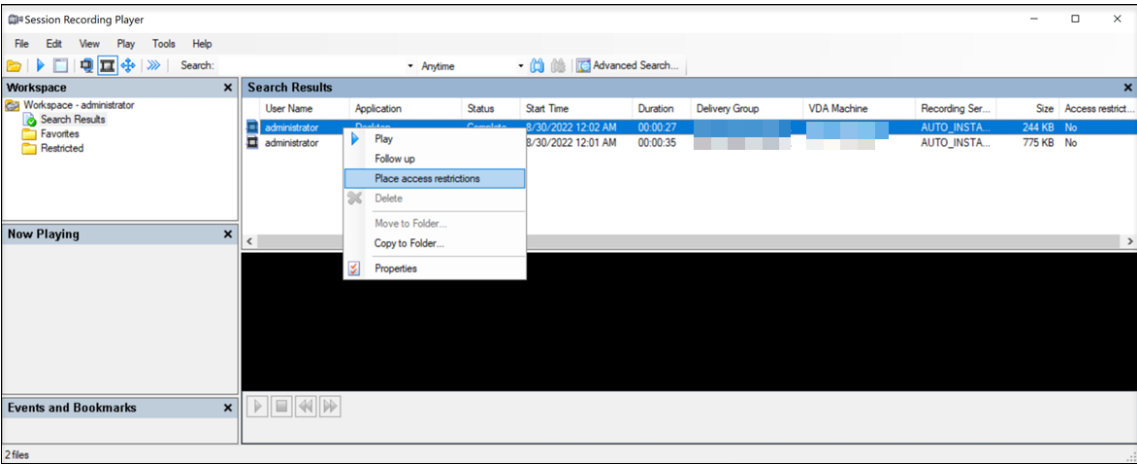 Session Recording Player
File Edit View Play Tools Help
Search: Anytime Advanced Search...
Workspace
Workspace - administrator
Search Results
Favorites
Restricted
Search Results
User Name Application Status Start Time Duration Delivery Group VDA Machine Recording Ser... Size Access restrict...
administrator Desktop Complete 8/30/2022 12:02 AM 00:00:27 AUTO_INSTA... 244 KB No
administrator 8/30/2022 12:01 AM 00:00:35 AUTO_INSTA... 775 KB No
Play
Follow up
Place access restrictions
Delete
Move to Folder...
Copy to Folder...
Properties
Now Playing
Events and Bookmarks
2 files